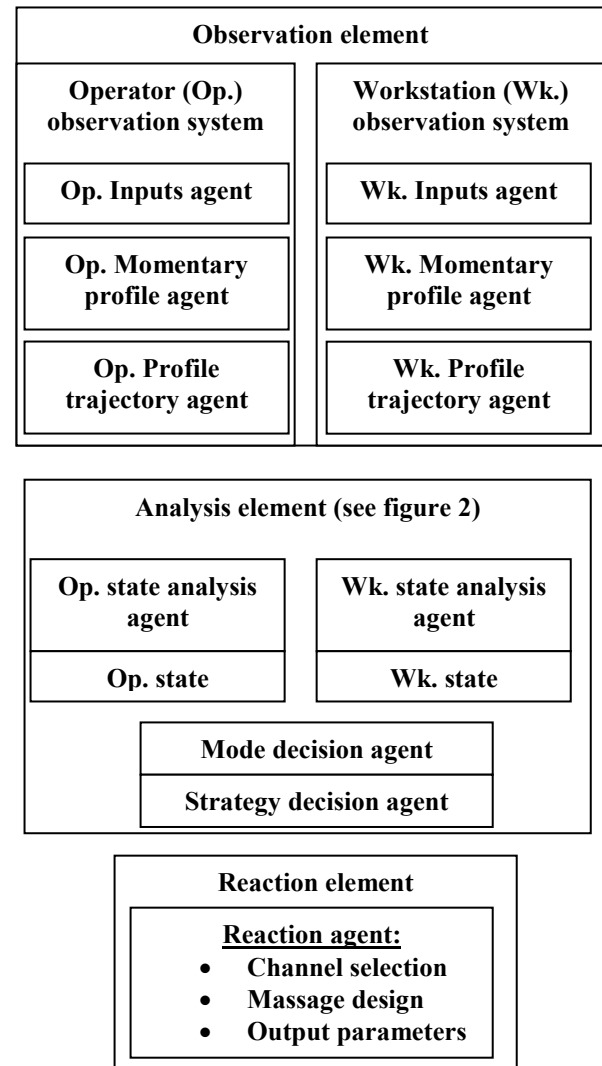 Observation element
Operator (Op.)
observation system
Op. Inputs agent
Op. Momentary
profile agent
Op. Profile
trajectory agent
Workstation (Wk.)
observation system
Wk. Inputs agent
Wk. Momentary
profile agent
Wk. Profile
trajectory agent
Analysis element (see figure 2)
Op. state analysis
agent
Op. state
Wk. state analysis
agent
Wk. state
Mode decision agent
Strategy decision agent
Reaction element
Reaction agent:
• Channel selection
• Massage design
• Output parameters